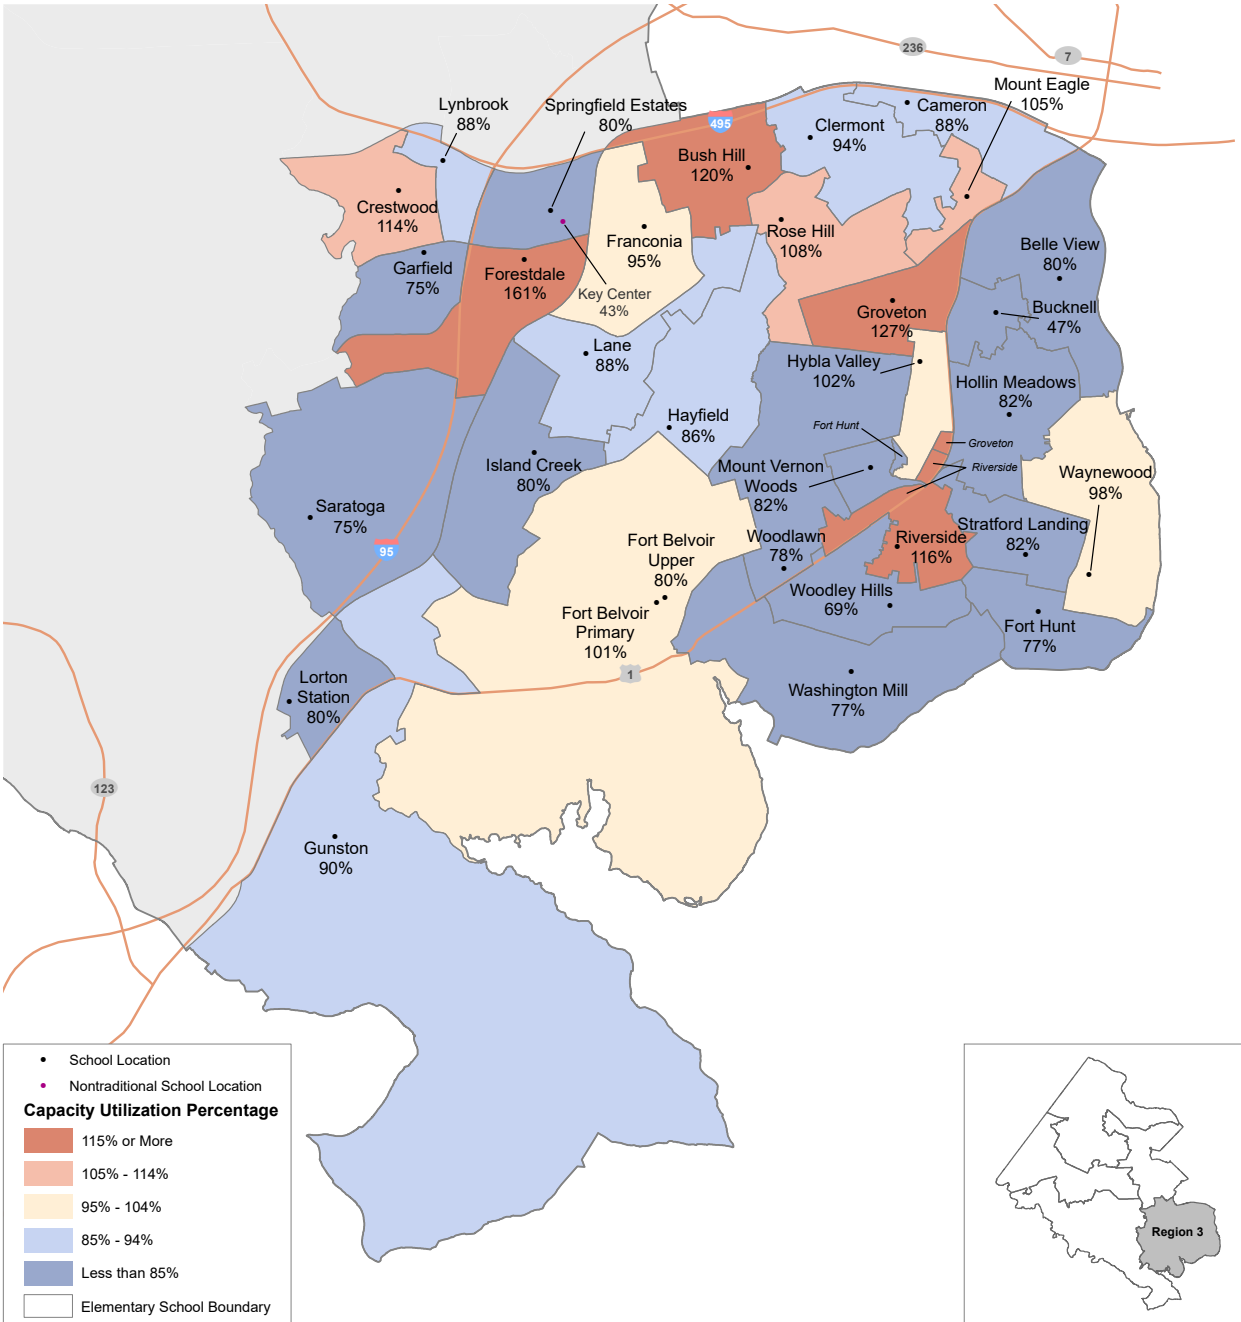 236
7
Mount Eagle
105%
Lynbrook
88%
Springfield Estates
80%
Cameron
88%
495
Clermont
94%
Bush Hill
120%
Crestwood
114%
Rose Hill
108%
Franconia
95%
Belle View
80%
Garfield
75%
Forestdale
161%
Key Center
43%
Groveton
127%
Bucknell
47%
Lane
88%
Hybla Valley
102%
Hollin Meadows
82%
Hayfield
86%
Fort Hunt
Groveton
Riverside
Island Creek
80%
Mount Vernon
Woods
82%
Waynewood
98%
Saratoga
75%
95
Fort Belvoir
Upper
80%
Woodlawn
78%
Riverside
116%
Stratford Landing
82%
Woodley Hills
69%
Fort Belvoir
Primary
101%
Fort Hunt
77%
1
Lorton
Station
80%
Washington Mill
77%
123
Gunston
90%
School Location
Nontraditional School Location
Capacity Utilization Percentage
115% or More
105% - 114%
95% - 104%
85% - 94%
Less than 85%
Elementary School Boundary
Region 3